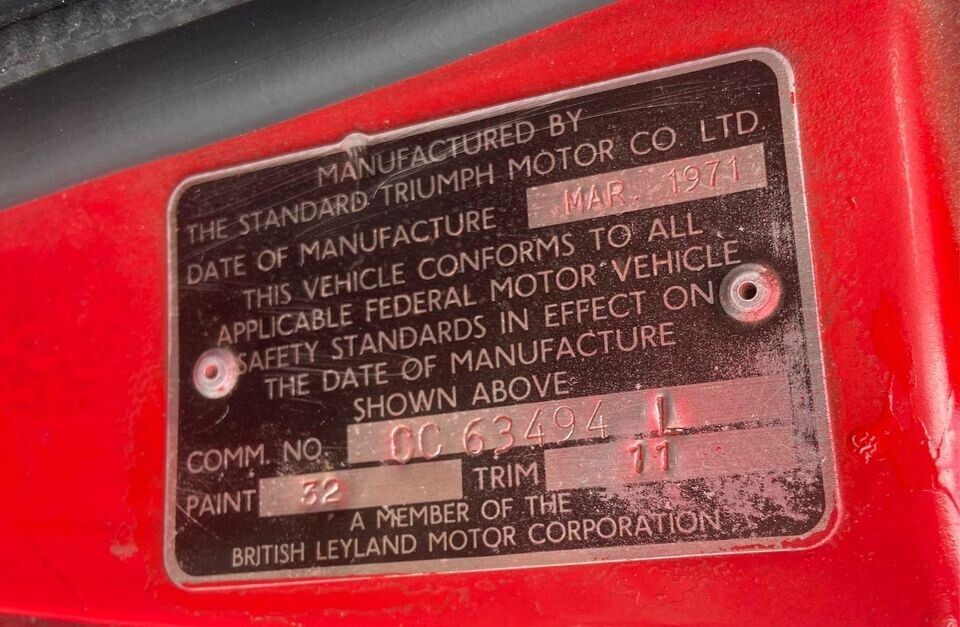 MANUFACTURED BY
THE STANDARD TRIUMPH MOTOR CO LTD
DATE OF MANUFACTURE MAR. 1971
THIS VEHICLE CONFORMS TO ALL
APPLICABLE FEDERAL MOTOR VEHICLE
SAFETY STANDARDS IN EFFECT ON
THE DATE OF MANUFACTURE
SHOWN ABOVE
COMM. NO. CC 63494 L
PAINT 32 TRIM 11
A MEMBER OF THE
BRITISH LEYLAND MOTOR CORPORATION